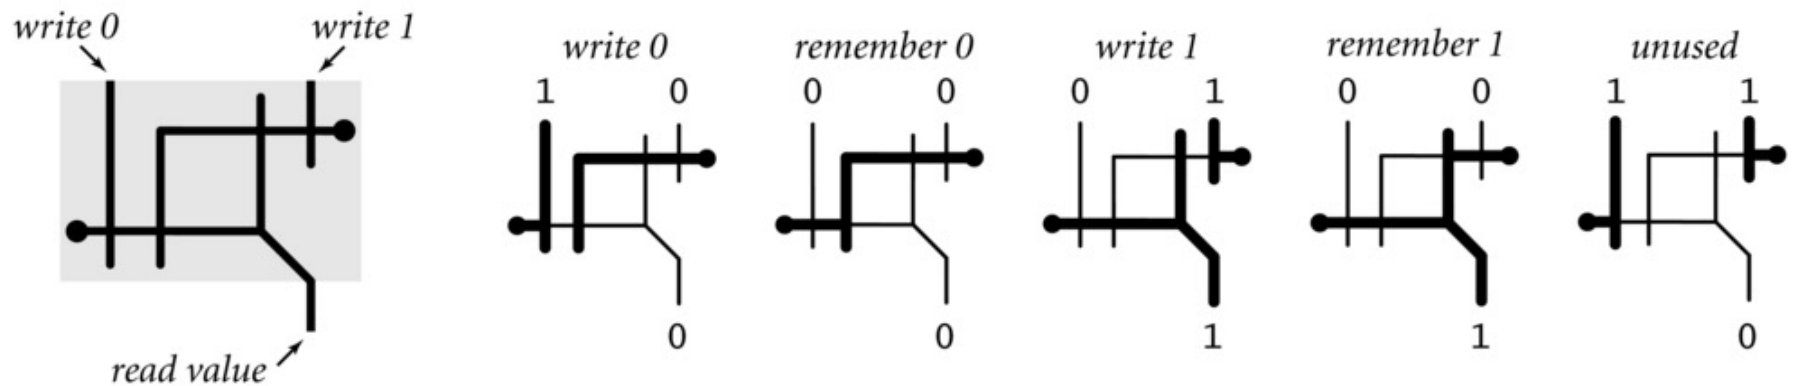 write 0
write 1
read value
write 0
1 0
0
remember 0
0 0
0
write 1
0 1
1
remember 1
0 0
1
unused
1 1
0